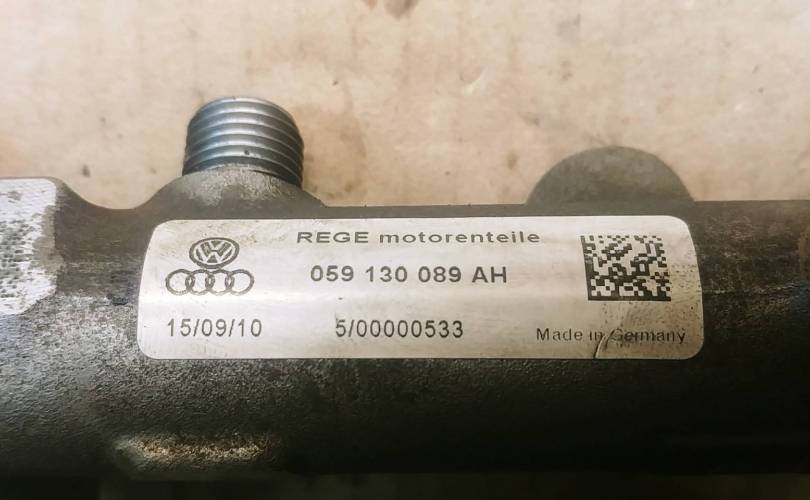 REGE motorenteile
059 130 089 AH
15/09/10 5/00000533 Made in Germany